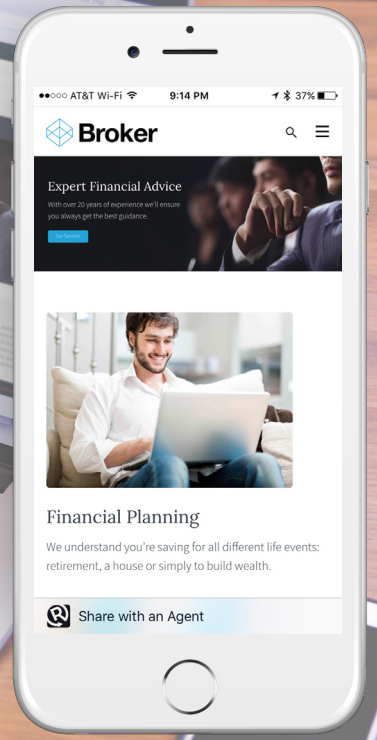 AT&T Wi-Fi 9:14 PM 37%
Broker
Expert Financial Advice
With over 20 years of experience we'll ensure
you always get the best guidance.
Our Services
Financial Planning
We understand you're saving for all different life events:
retirement, a house or simply to build wealth.
Share with an Agent